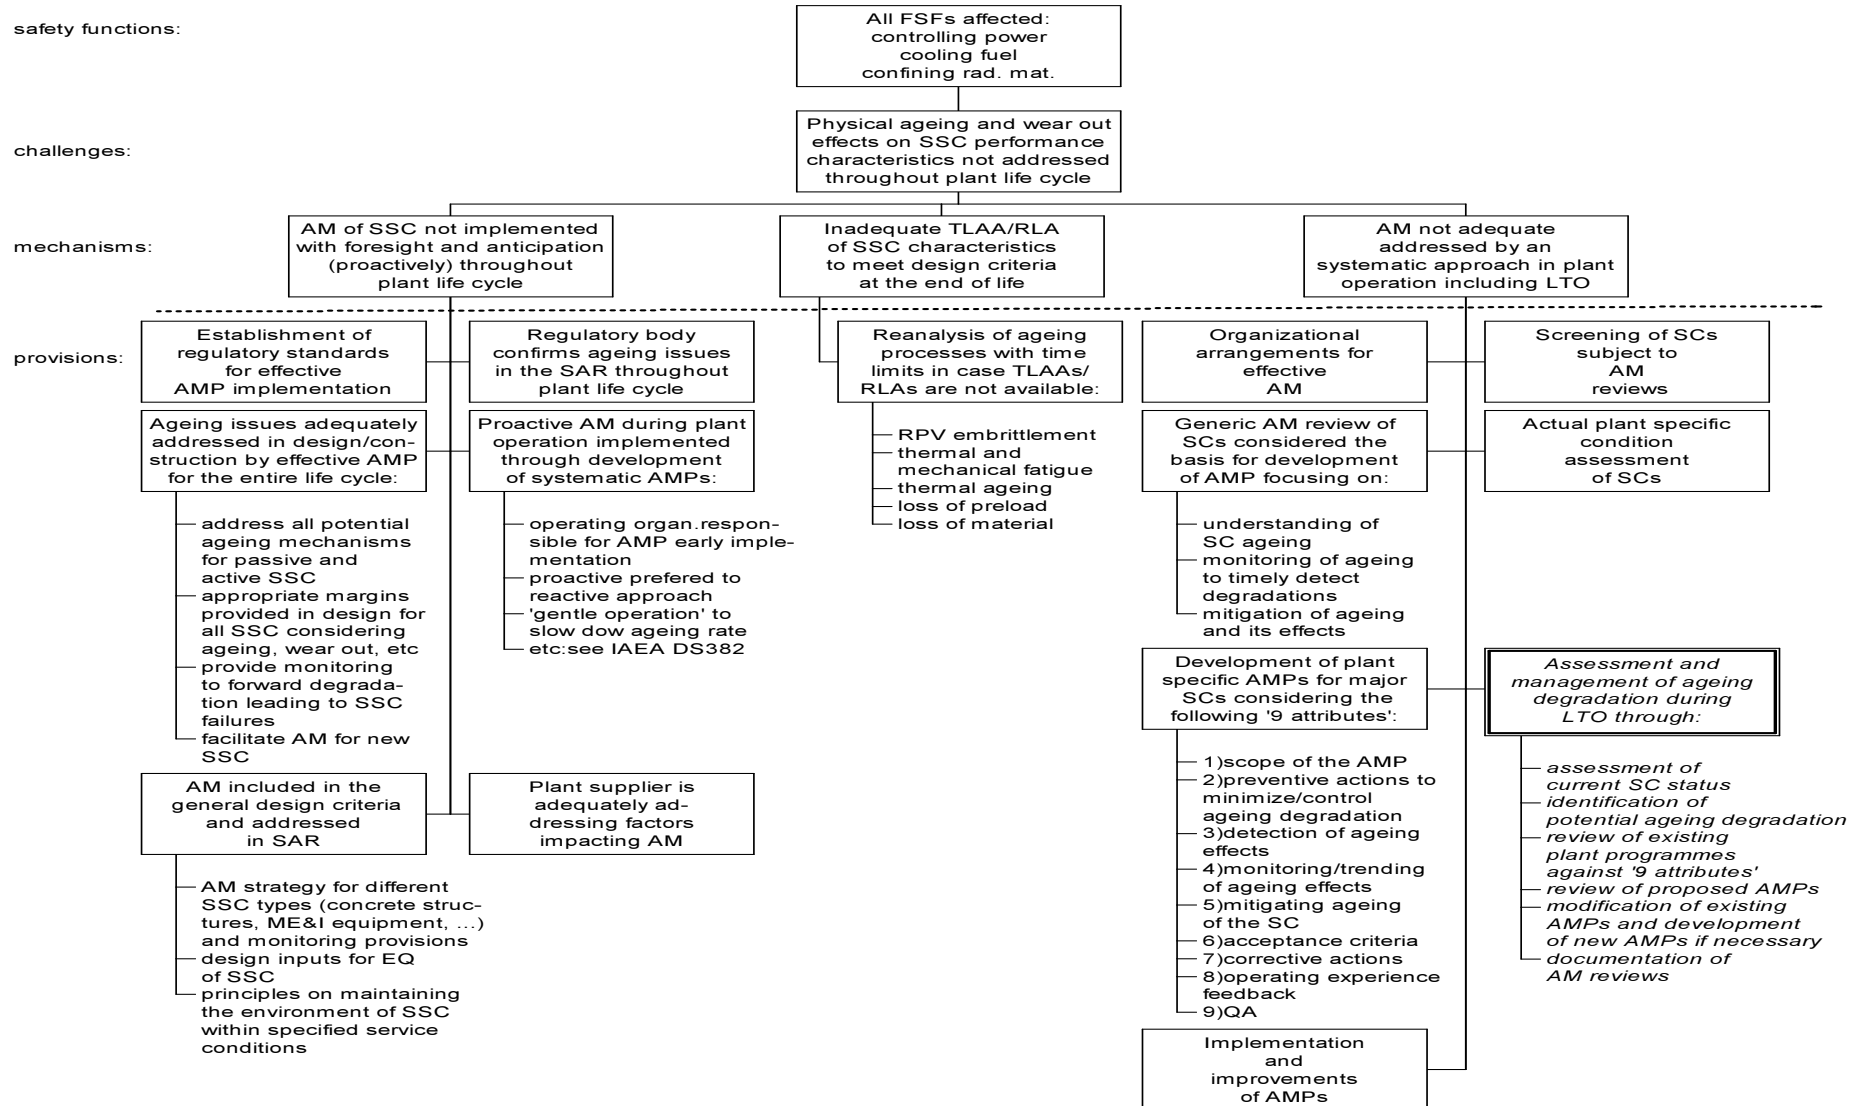 safety functions:
All FSFs affected:
controlling power
cooling fuel
confining rad. mat.
challenges:
Physical ageing and wear out
effects on SSC performance
characteristics not addressed
throughout plant life cycle
mechanisms:
AM of SSC not implemented
with foresight and anticipation
(proactively) throughout
plant life cycle
Inadequate TLAA/RLA
of SSC characteristics
to meet design criteria
at the end of life
AM not adequate
addressed by an
systematic approach in plant
operation including LTO
provisions:
Establishment of
regulatory standards
for effective
AMP implementation
Regulatory body
confirms ageing issues
in the SAR throughout
plant life cycle
Ageing issues adequately
addressed in design/con-
struction by effective AMP
for the entire life cycle:
address all potential
ageing mechanisms
for passive and
active SSC
appropriate margins
provided in design for
all SSC considering
ageing, wear out, etc
provide monitoring
to forward degrada-
tion leading to SSC
failures
facilitate AM for new
SSC
Proactive AM during plant
operation implemented
through development
of systematic AMPs:
operating organ.respon-
sible for AMP early imple-
mentation
proactive prefered to
reactive approach
'gentle operation' to
slow dow ageing rate
etc:see IAEA DS382
AM included in the
general design criteria
and addressed
in SAR
AM strategy for different
SSC types (concrete struc-
tures, ME&I equipment, ...)
and monitoring provisions
design inputs for EQ
of SSC
principles on maintaining
the environment of SSC
within specified service
conditions
Plant supplier is
adequately ad-
dressing factors
impacting AM
Reanalysis of ageing
processes with time
limits in case TLAAs/
RLAs are not available:
RPV embrittlement
thermal and
mechanical fatigue
thermal ageing
loss of preload
loss of material
Organizational
arrangements for
effective
AM
Screening of SCs
subject to
AM
reviews
Generic AM review of
SCs considered the
basis for development
of AMP focusing on:
understanding of
SC ageing
monitoring of ageing
to timely detect
degradations
mitigation of ageing
and its effects
Actual plant specific
condition
assessment
of SCs
Development of plant
specific AMPs for major
SCs considering the
following '9 attributes':
1)scope of the AMP
2)preventive actions to
minimize/control
ageing degradation
3)detection of ageing
effects
4)monitoring/trending
of ageing effects
5)mitigating ageing
of the SC
6)acceptance criteria
7)corrective actions
8)operating experience
feedback
9)QA
Assessment and
management of ageing
degradation during
LTO through:
assessment of
current SC status
identification of
potential ageing degradation
review of existing
plant programmes
against '9 attributes'
review of proposed AMPs
modification of existing
AMPs and development
of new AMPs if necessary
documentation of
AM reviews
Implementation
and
improvements
of AMPs